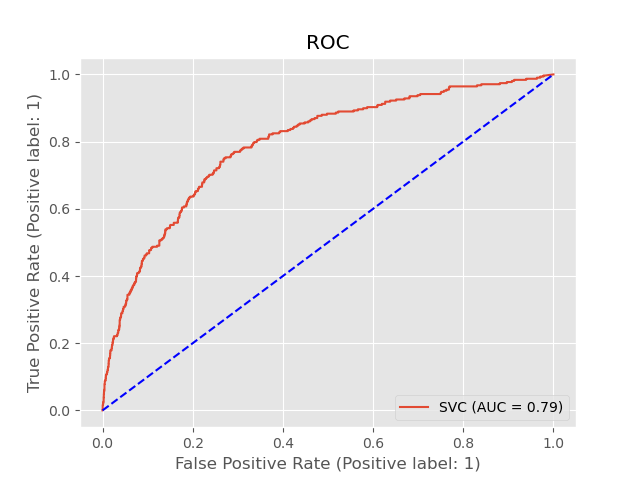 ROC
True Positive Rate (Positive label: 1)
1.0
0.8
0.6
0.4
0.2
0.0
SVC (AUC = 0.79)
0.0 0.2 0.4 0.6 0.8 1.0
False Positive Rate (Positive label: 1)